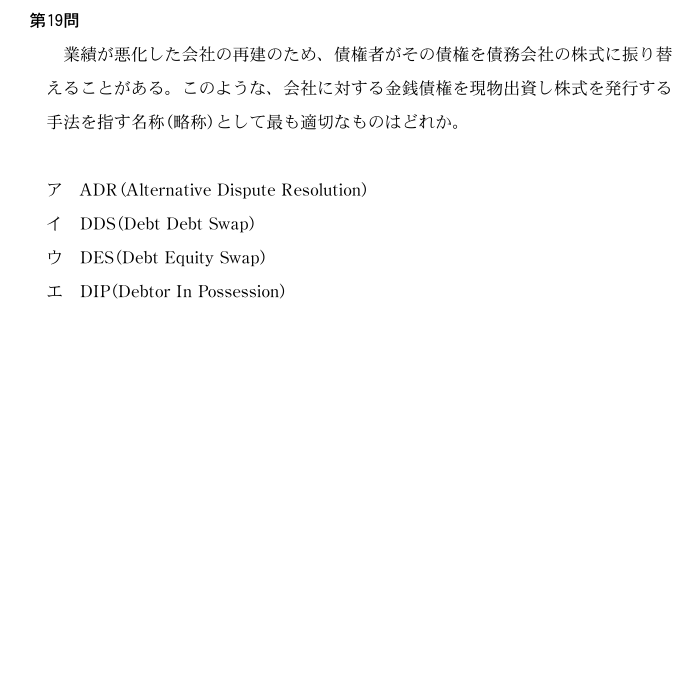 第19問
業績が悪化した会社の再建のため、債権者がその債権を債務会社の株式に振り替
えることがある。このような、会社に対する金銭債権を現物出資し株式を発行する
手法を指す名称(略称)として最も適切なものはどれか。
ア ADR(Alternative Dispute Resolution)
イ DDS(Debt Debt Swap)
ウ DES(Debt Equity Swap)
エ DIP(Debtor In Possession)